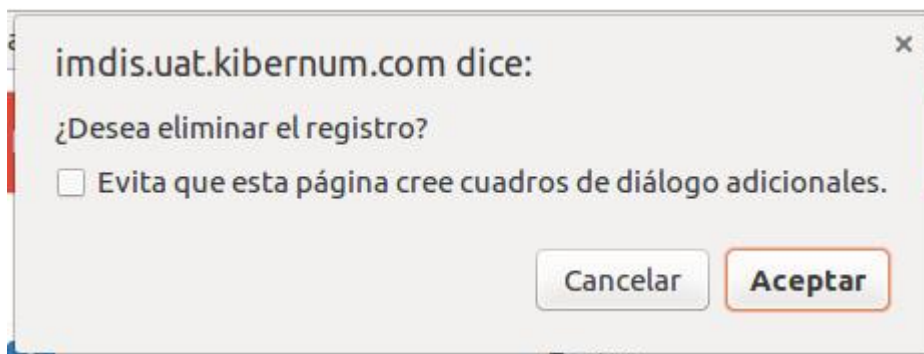 imdis.uat.kibernum.com dice:
¿Desea eliminar el registro?
Evita que esta página cree cuadros de diálogo adicionales.
Cancelar
Aceptar